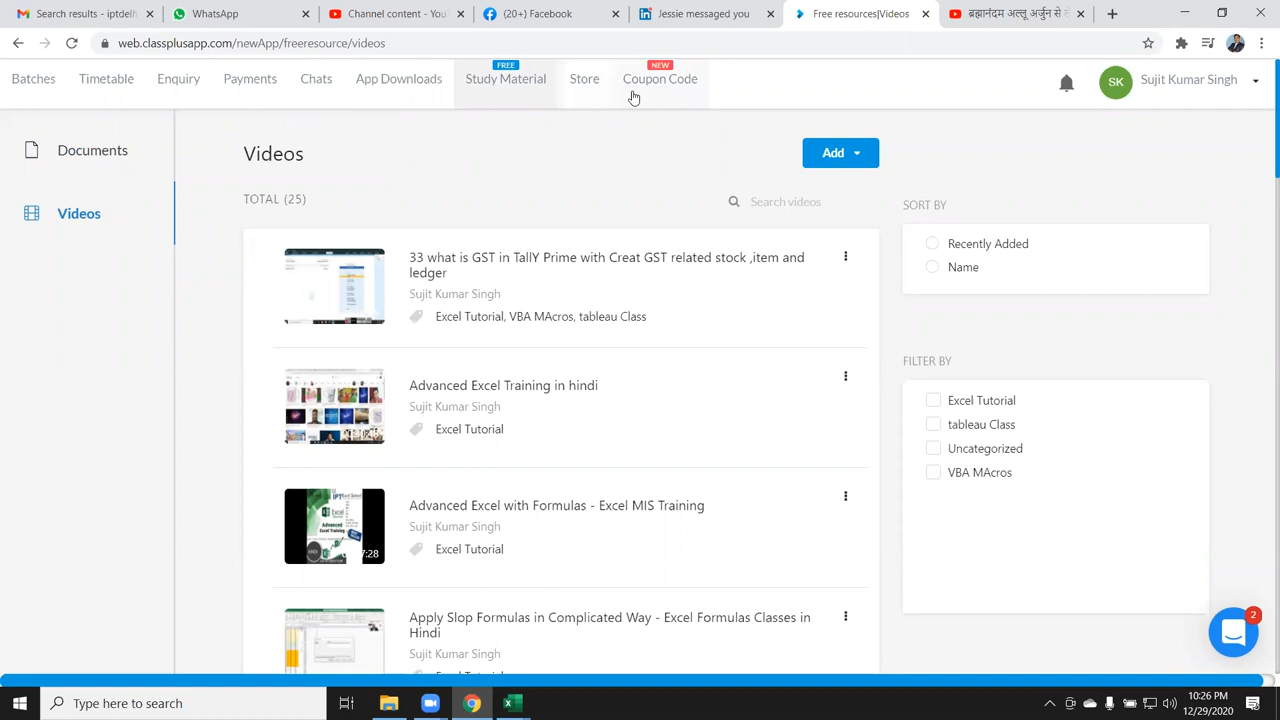 Search results - iptdelh
WhatsApp
Channel content - You
(20+) Facebook
Jessie messaged you
Free resources|Videos
ब्रह्मानंदम अल्लू अर्जुन से
web.classplusapp.com/newApp/freeresource/videos
FREE
NEW
Batches
Timetable
Enquiry
Payments
Chats
App Downloads
Study Material
Store
Coupon Code
SK
Sujit Kumar Singh
Documents
Videos
Videos
Add
TOTAL (25)
Search videos
33 what is GST in TallY Prime with Creat GST related stock ,item and
ledger
Sujit Kumar Singh
Excel Tutorial, VBA MAcros, tableau Class
Advanced Excel Training in hindi
Sujit Kumar Singh
Excel Tutorial
Advanced Excel with Formulas - Excel MIS Training
Sujit Kumar Singh
Excel Tutorial
7:28
Apply Slop Formulas in Complicated Way - Excel Formulas Classes in
Hindi
Sujit Kumar Singh
Excel Tutorial
SORT BY
Recently Added
Name
FILTER BY
Excel Tutorial
tableau Class
Uncategorized
VBA MAcros
2
Type here to search
10:26 PM
12/29/2020